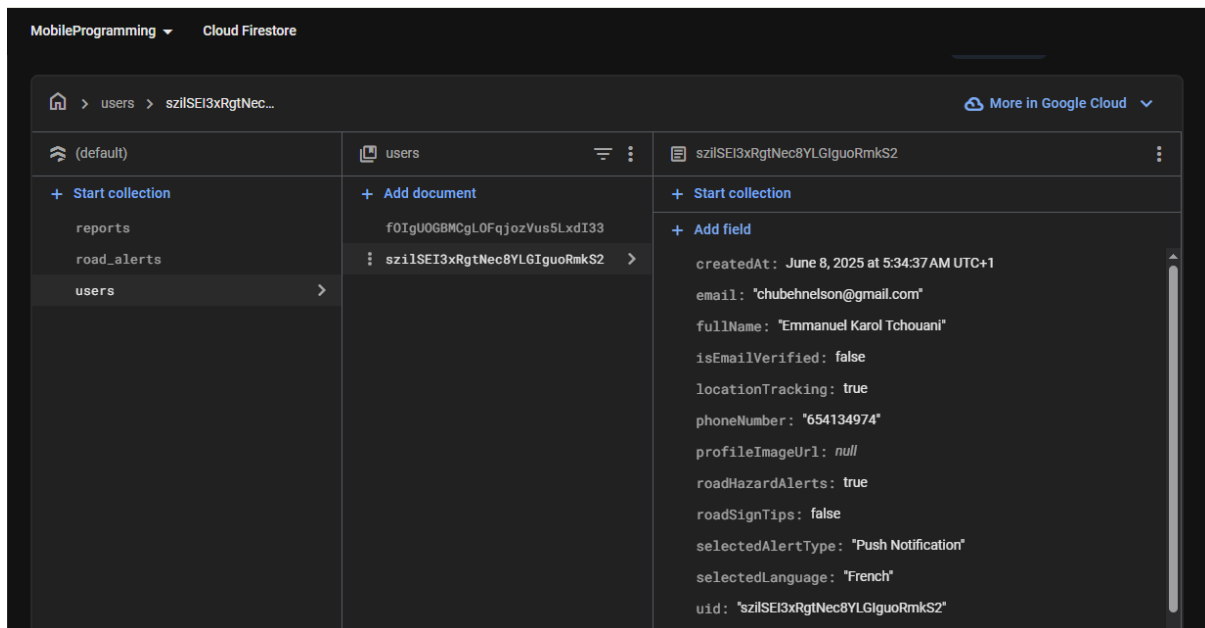 MobileProgramming Cloud Firestore
users szilSEI3xRgtNec... More in Google Cloud
(default)
+ Start collection
reports
road_alerts
users
users
+ Add document
fOIgUOGBMCgLOFqjozVus5LxdI33
szilSEI3xRgtNec8YLGIguoRmkS2
szilSEI3xRgtNec8YLGIguoRmkS2
+ Start collection
+ Add field
createdAt: June 8, 2025 at 5:34:37 AM UTC+1
email: "chubehnelson@gmail.com"
fullName: "Emmanuel Karol Tchouani"
isEmailVerified: false
locationTracking: true
phoneNumber: "654134974"
profileImageUrl: null
roadHazardAlerts: true
roadSignTips: false
selectedAlertType: "Push Notification"
selectedLanguage: "French"
uid: "szilSEI3xRgtNec8YLGIguoRmkS2"